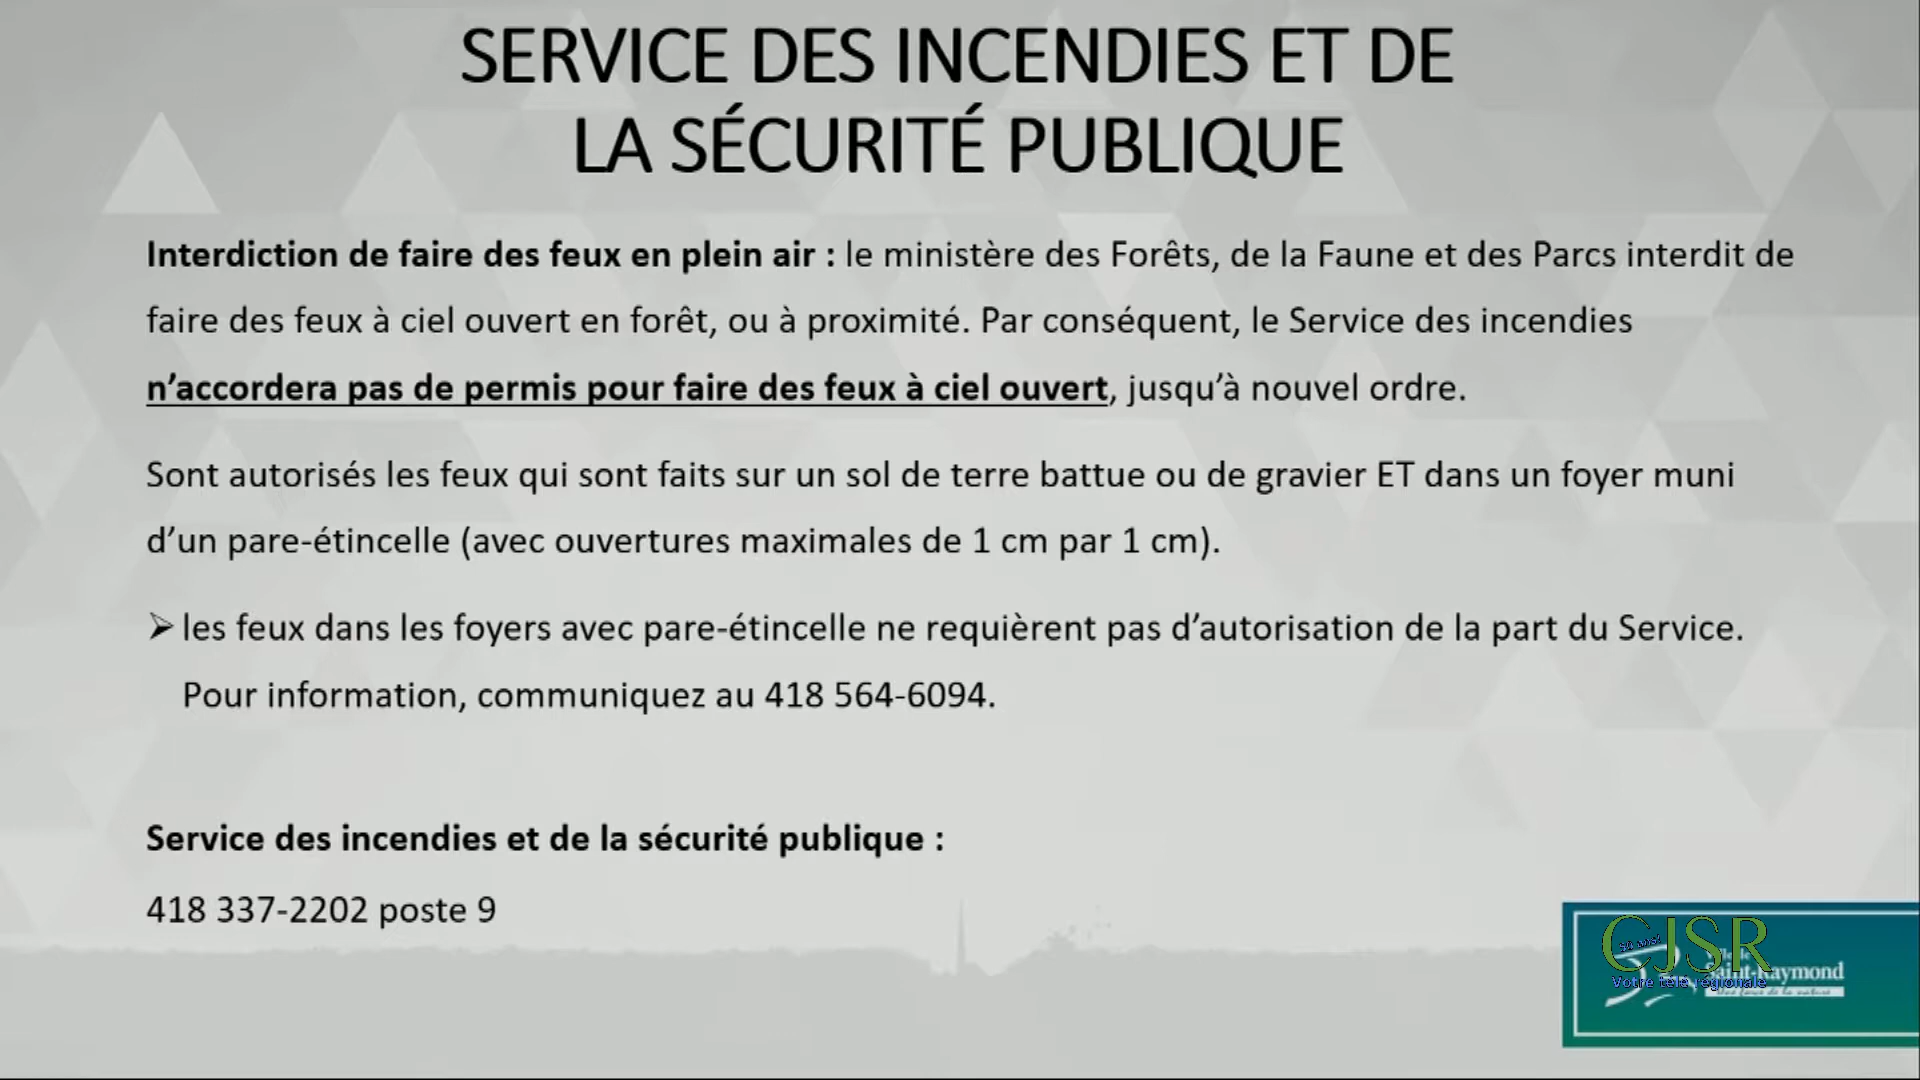 SERVICE DES INCENDIES ET DE
LA SÉCURITÉ PUBLIQUE
Interdiction de faire des feux en plein air : le ministère des Forêts, de la Faune et des Parcs interdit de
faire des feux à ciel ouvert en forêt, ou à proximité. Par conséquent, le Service des incendies
n'accordera pas de permis pour faire des feux à ciel ouvert, jusqu'à nouvel ordre.
Sont autorisés les feux qui sont faits sur un sol de terre battue ou de gravier ET dans un foyer muni
d'un pare-étincelle (avec ouvertures maximales de 1 cm par 1 cm).
➢ les feux dans les foyers avec pare-étincelle ne requièrent pas d'autorisation de la part du Service.
Pour information, communiquez au 418 564-6094.
Service des incendies et de la sécurité publique :
418 337-2202 poste 9
CJSR
50 ans!
Votre télé régionale
Ville de
Saint-Raymond